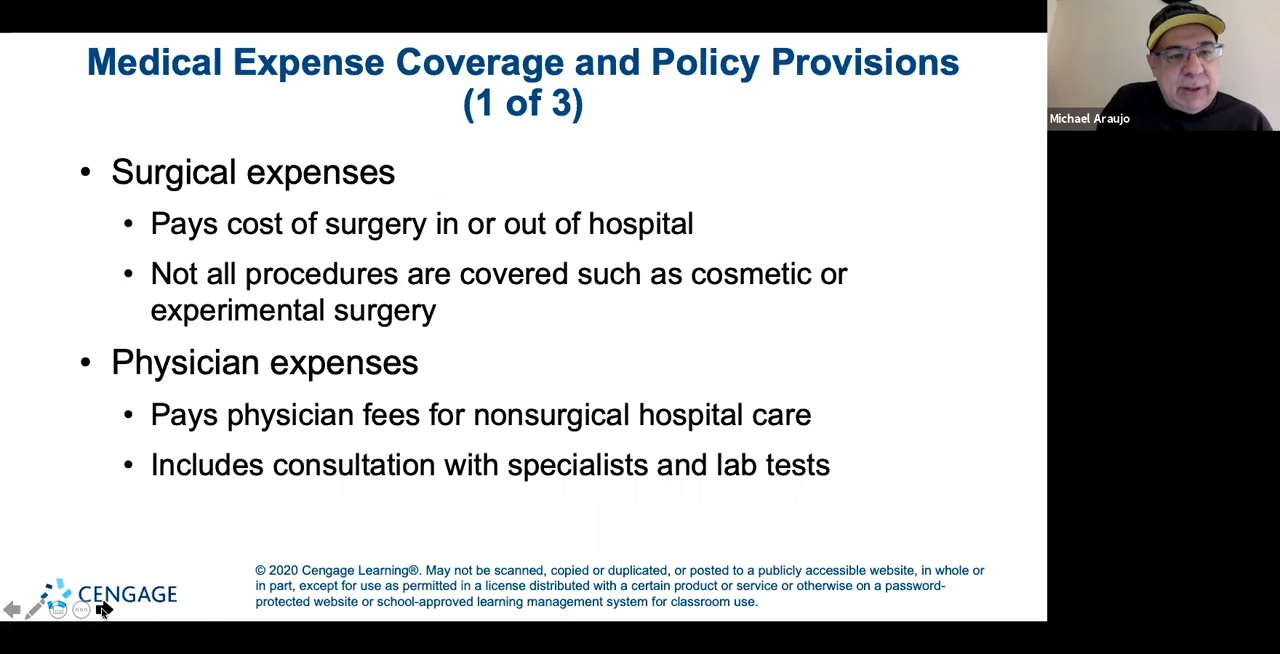 Medical Expense Coverage and Policy Provisions
(1 of 3)
Michael Araujo
• Surgical expenses
• Pays cost of surgery in or out of hospital
• Not all procedures are covered such as cosmetic or
experimental surgery
• Physician expenses
• Pays physician fees for nonsurgical hospital care
• Includes consultation with specialists and lab tests
© 2020 Cengage Learning®. May not be scanned, copied or duplicated, or posted to a publicly accessible website, in whole or
in part, except for use as permitted in a license distributed with a certain product or service or otherwise on a password-
protected website or school-approved learning management system for classroom use.
CENGAGE